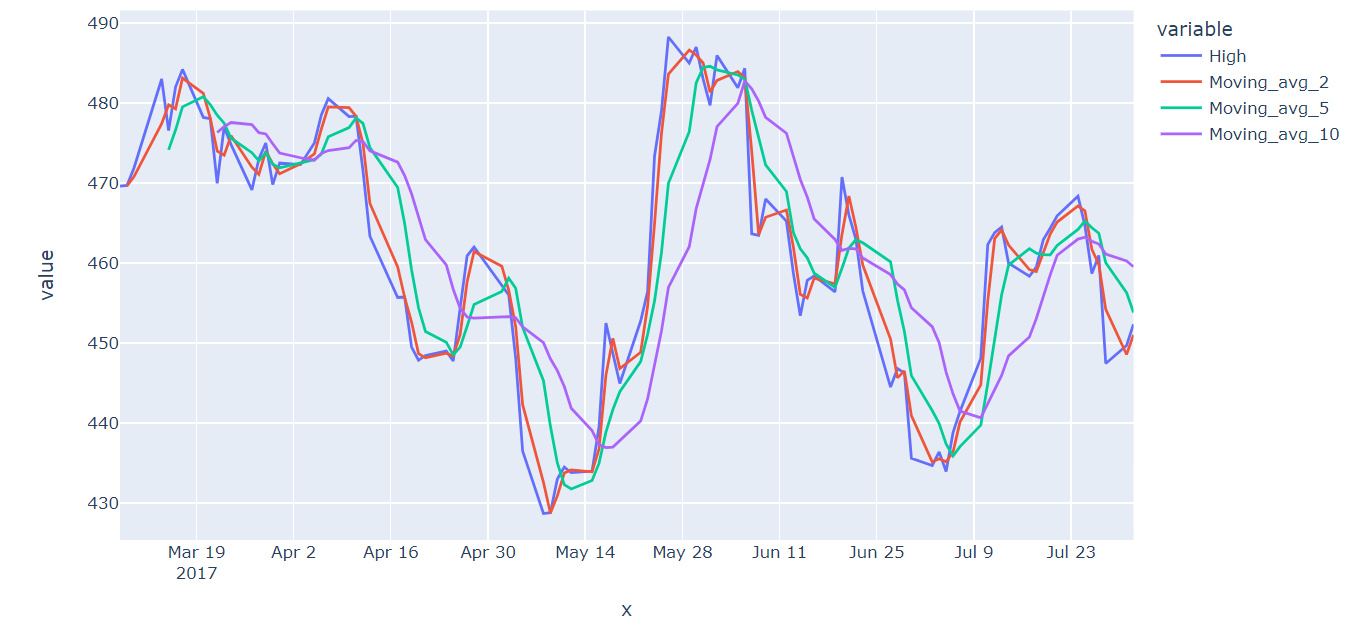 490
480
470
460
450
440
430
value
Mar 19
2017
Apr 2
Apr 16
Apr 30
May 14
May 28
Jun 11
Jun 25
Jul 9
Jul 23
x
variable
High
Moving_avg_2
Moving_avg_5
Moving_avg_10